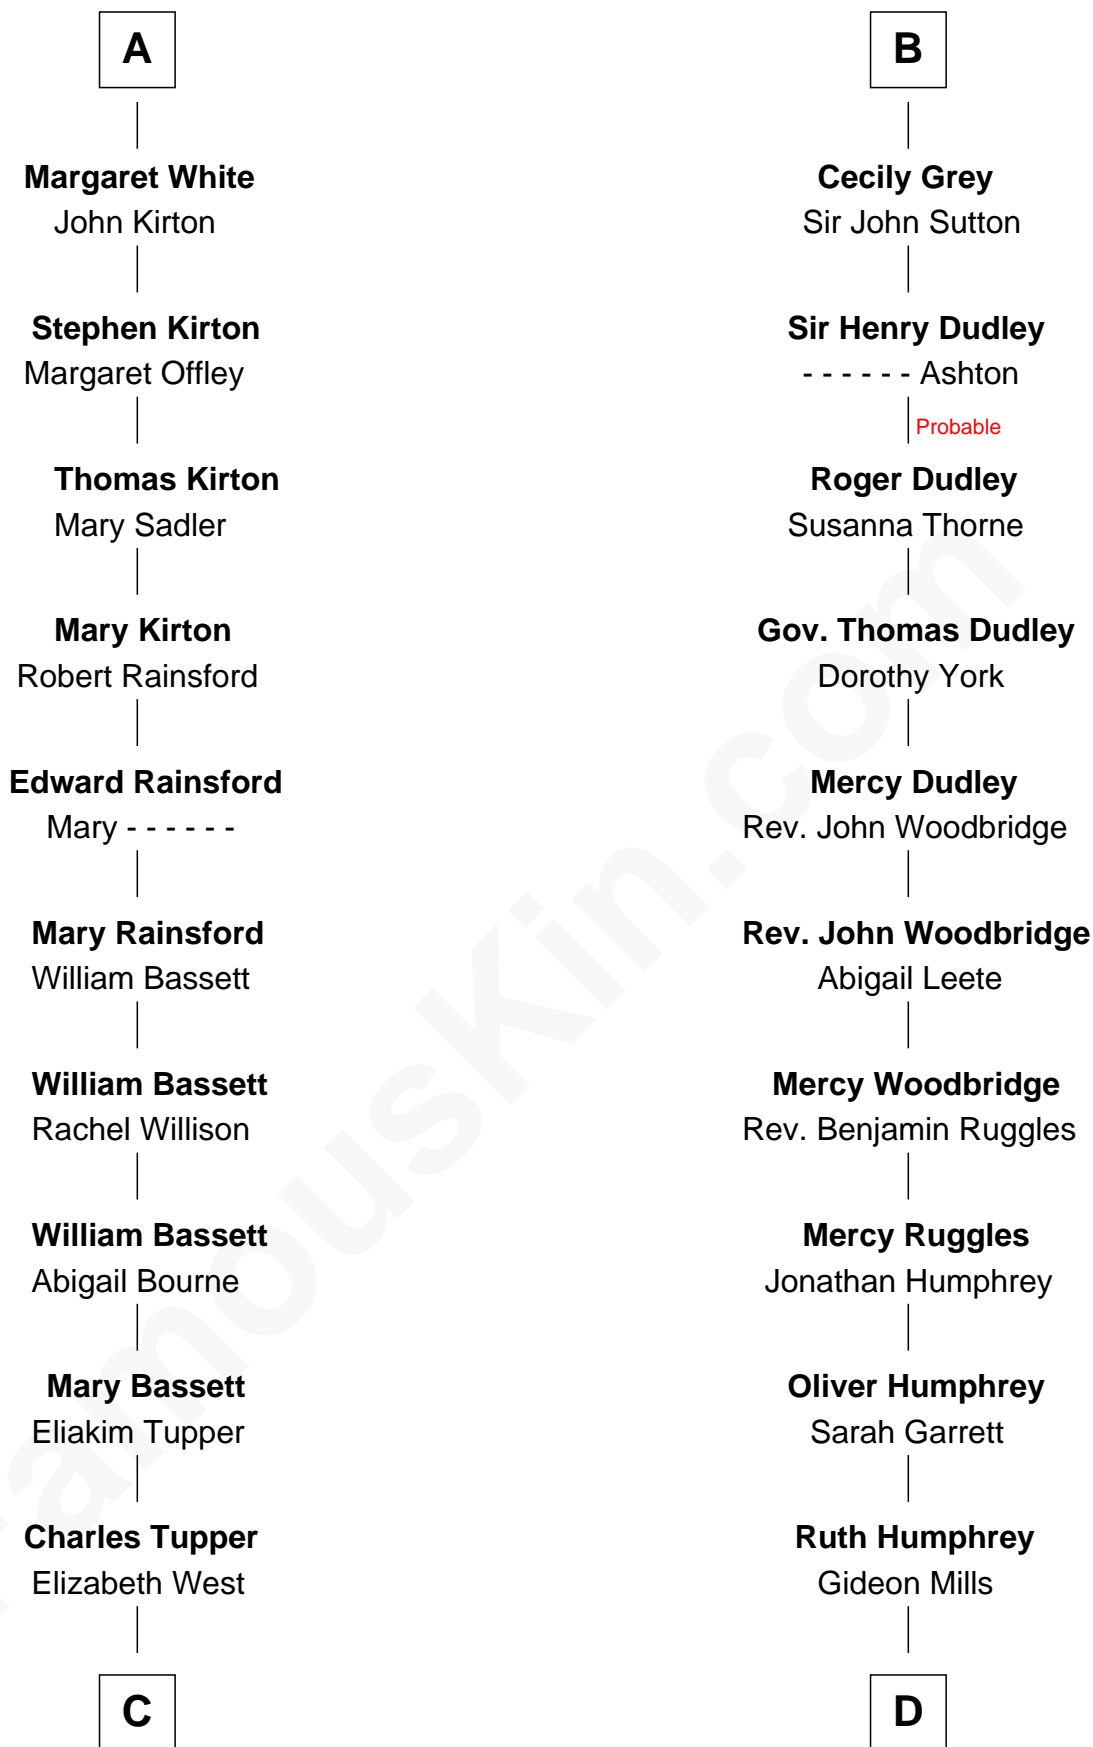 A
Margaret White
John Kirton
Stephen Kirton
Margaret Offley
Thomas Kirton
Mary Sadler
Mary Kirton
Robert Rainsford
Edward Rainsford
Mary - - - - - -
Mary Rainsford
William Bassett
William Bassett
Rachel Willison
William Bassett
Abigail Bourne
Mary Bassett
Eliakim Tupper
Charles Tupper
Elizabeth West
C
B
Cecily Grey
Sir John Sutton
Sir Henry Dudley
- - - - - - Ashton
Probable
Roger Dudley
Susanna Thorne
Gov. Thomas Dudley
Dorothy York
Mercy Dudley
Rev. John Woodbridge
Rev. John Woodbridge
Abigail Leete
Mercy Woodbridge
Rev. Benjamin Ruggles
Mercy Ruggles
Jonathan Humphrey
Oliver Humphrey
Sarah Garrett
Ruth Humphrey
Gideon Mills
D
FamousKin.com